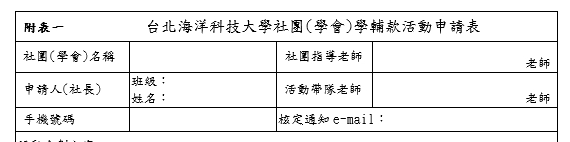 附表一 台北海洋科技大學社團(學會)學輔款活動申請表
社團(學會)名稱 社團指導老師 老師
申請人(社長) 班級： 姓名： 活動帶隊老師 老師
手機號碼 核定通知 e-mail：